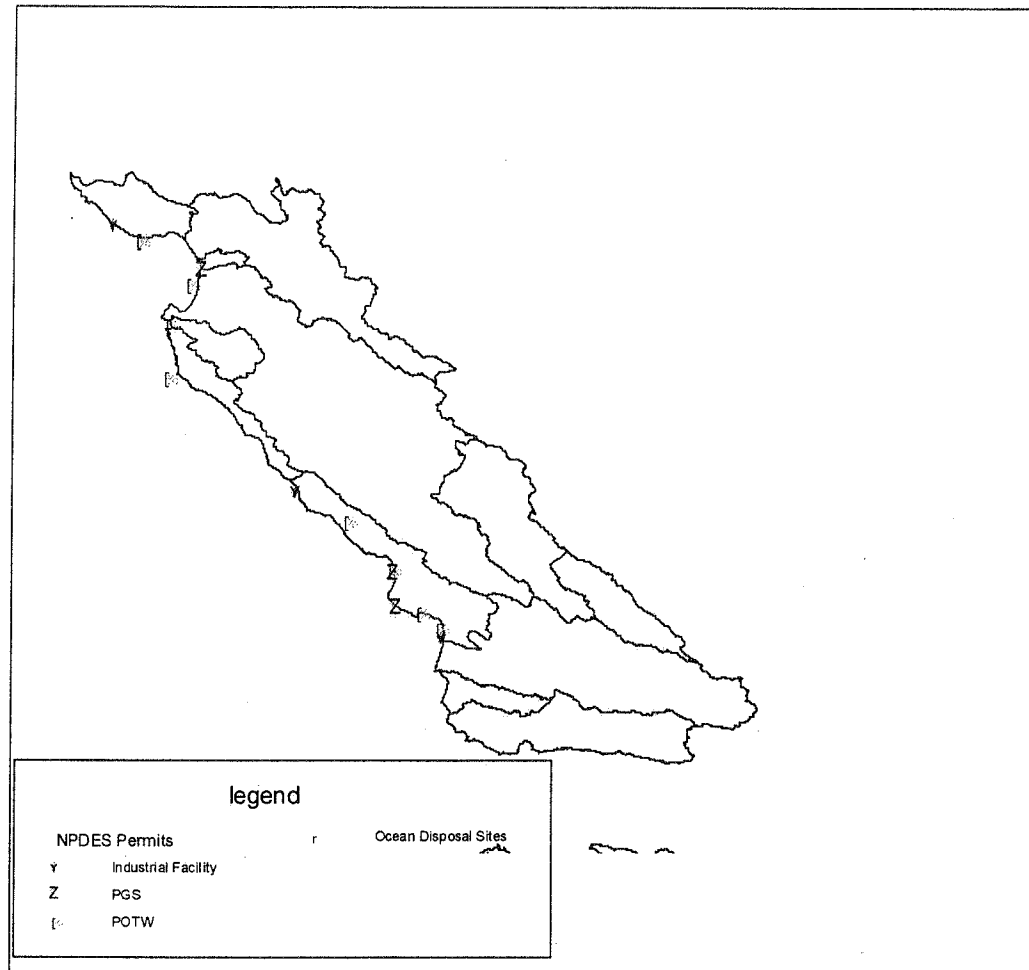 legend
NPDES Permits
r Ocean Disposal Sites
Y Industrial Facility
Z PGS
[ POTW